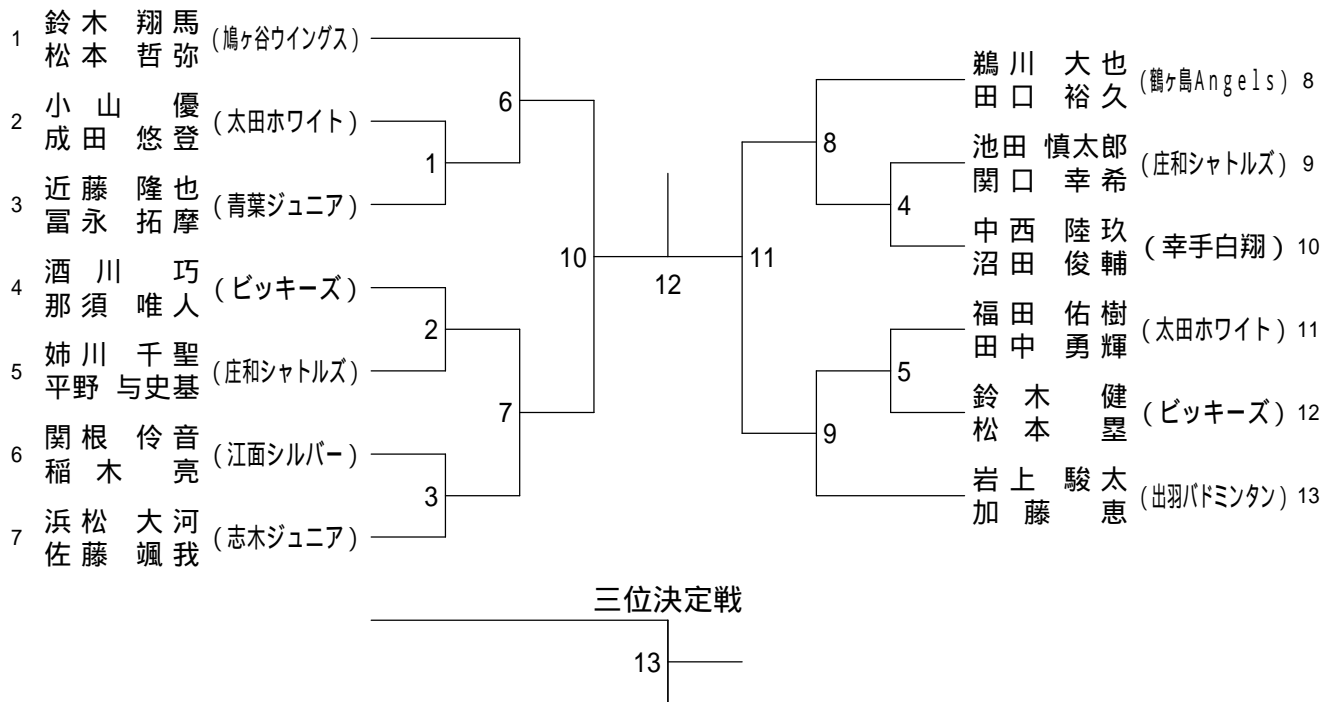 1 鈴木 翔馬 (鳩ヶ谷ウイングス)
松本 哲弥
2 小山 優 (太田ホワイト)
成田 悠登
3 近藤 隆也 (青葉ジュニア)
冨永 拓摩
4 酒川 巧 (ビッキーズ)
那須 唯人
5 姉川 千聖 (庄和シャトルズ)
平野 与史基
6 関根 伶音 (江面シルバー)
稲木 亮
7 浜松 大河 (志木ジュニア)
佐藤 颯我
6
1
10
2
7
3
12
11
8
4
5
9
鵜川 大也 (鶴ヶ島Angels) 8
田口 裕久
池田 慎太郎 (庄和シャトルズ) 9
関口 幸希
中西 陸玖 (幸手白翔) 10
沼田 俊輔
福田 佑樹 (太田ホワイト) 11
田中 勇輝
鈴木 健 (ビッキーズ) 12
松本 塁
岩上 駿太 (出羽バドミンタン) 13
加藤 恵
三位決定戦
13